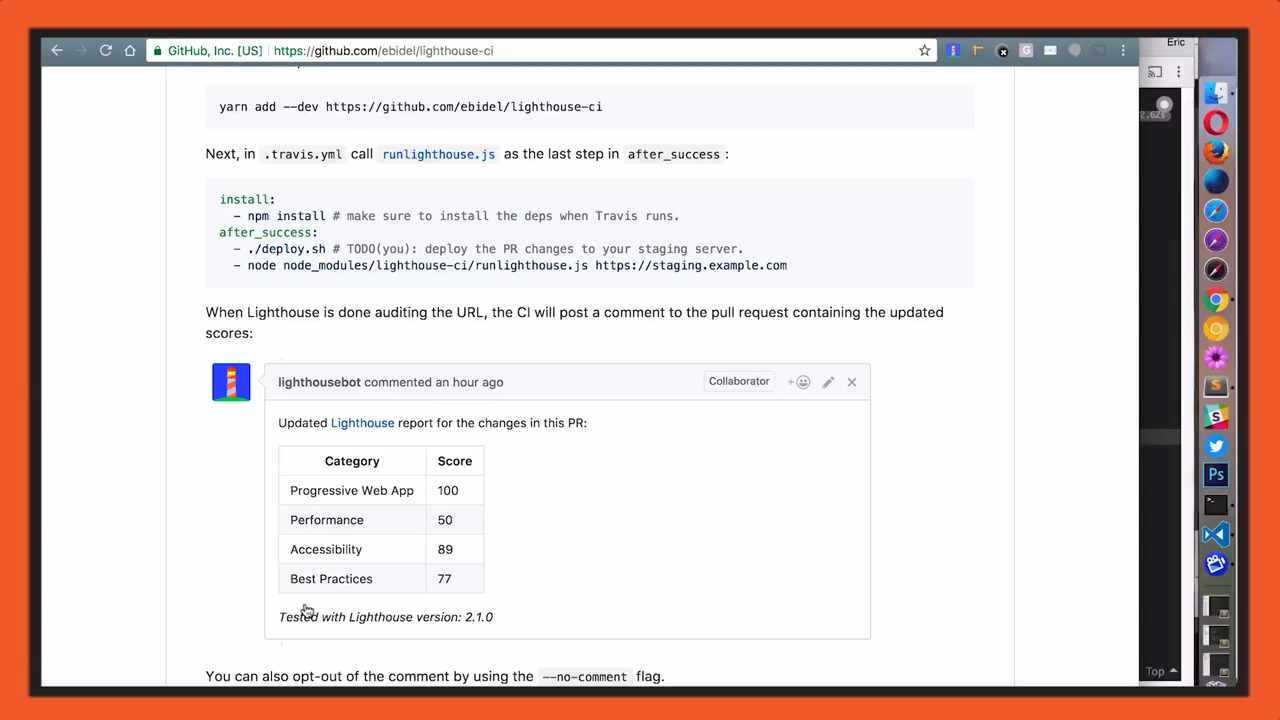 GitHub, Inc. [US]
https://github.com/ebidel/lighthouse-ci
Eric
2.62s
yarn add --dev https://github.com/ebidel/lighthouse-ci
Next, in .travis.yml call runlighthouse.js as the last step in after_success:
install:
- npm install # make sure to install the deps when Travis runs.
after_success:
- ./deploy.sh # TODO(you): deploy the PR changes to your staging server.
- node node_modules/lighthouse-ci/runlighthouse.js https://staging.example.com
When Lighthouse is done auditing the URL, the CI will post a comment to the pull request containing the updated
scores:
lighthousebot commented an hour ago
Collaborator
Updated Lighthouse report for the changes in this PR:
Category Score
Progressive Web App 100
Performance 50
Accessibility 89
Best Practices 77
Tested with Lighthouse version: 2.1.0
You can also opt-out of the comment by using the --no-comment flag.
Top
Ps